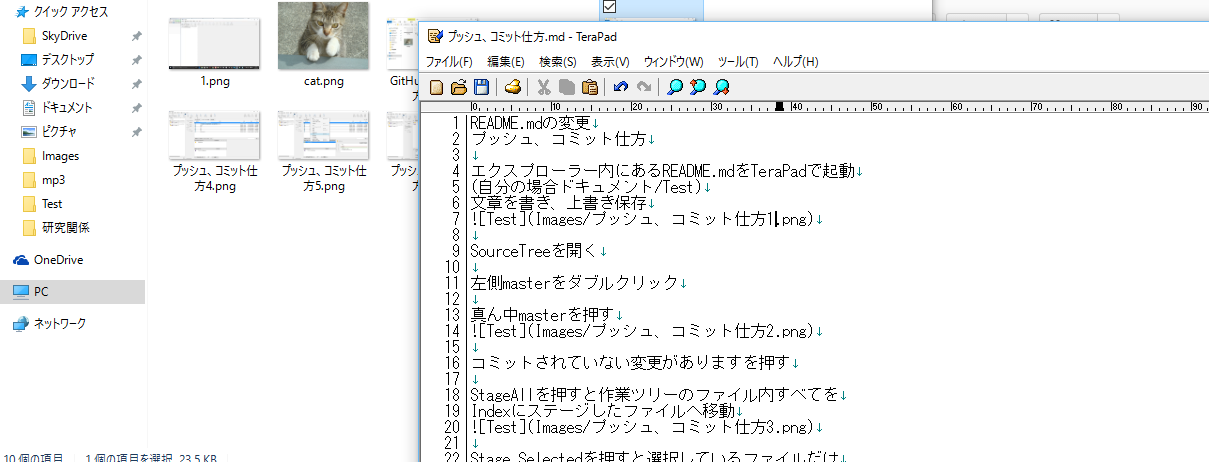 クイック アクセス
SkyDrive
デスクトップ
ダウンロード
ドキュメント
ピクチャ
Images
mp3
Test
研究関係
OneDrive
PC
ネットワーク
10 個の項目 1 個の項目を選択 23.5 KB
1.png
cat.png
GitHu
プッシュ、コミット仕
方4.png
プッシュ、コミット仕
方5.png
プッシ
プッシュ、コミット仕方.md - TeraPad
ファイル(F) 編集(E) 検索(S) 表示(V) ウィンドウ(W) ツール(T) ヘルプ(H)
0 10 20 30 40 50 60 70 80 90
1 README.mdの変更↓
2 プッシュ、コミット仕方↓
3 ↓
4 エクスプローラー内にあるREADME.mdをTeraPadで起動↓
5 (自分の場合ドキュメント/Test)↓
6 文章を書き、上書き保存↓
7 ![Test](Images/プッシュ、コミット仕方1.png)↓
8 ↓
9 SourceTreeを開く↓
10 ↓
11 左側masterをダブルクリック↓
12 ↓
13 真ん中masterを押す↓
14 ![Test](Images/プッシュ、コミット仕方2.png)↓
15 ↓
16 コミットされていない変更がありますを押す↓
17 ↓
18 StageAllを押すと作業ツリーのファイル内すべてを↓
19 Indexにステージしたファイルへ移動↓
20 ![Test](Images/プッシュ、コミット仕方3.png)↓
21 ↓
22 Stage Selectedを押すと選択しているファイルだけ↓